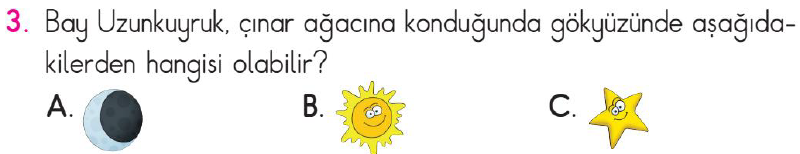 3. Bay Uzunkuyruk, çınar ağacına konduğunda gökyüzünde aşağıda-
kilerden hangisi olabilir?
A. B. C.